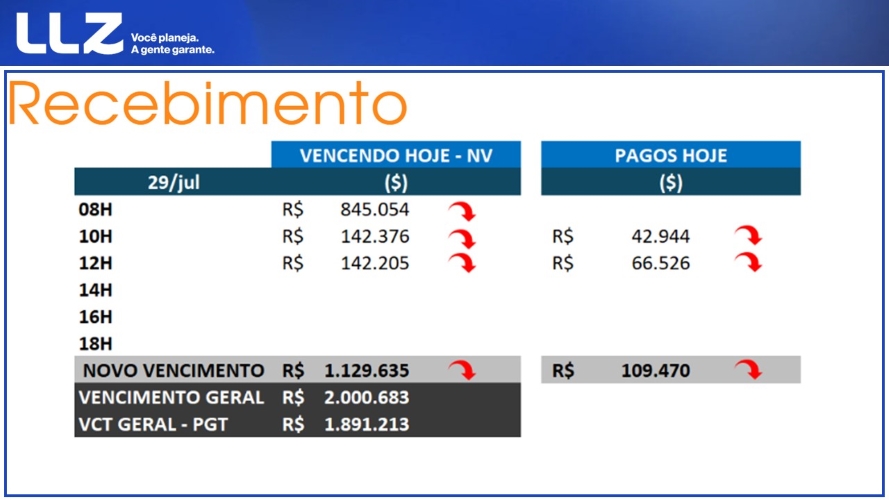 LLZ Você planeja.
A gente garante.
Recebimento
VENCENDO HOJE - NV PAGOS HOJE
29/jul ($) ($)
08H R$ 845.054
10H R$ 142.376 R$ 42.944
12H R$ 142.205 R$ 66.526
14H
16H
18H
NOVO VENCIMENTO R$ 1.129.635 R$ 109.470
VENCIMENTO GERAL R$ 2.000.683
VCT GERAL - PGT R$ 1.891.213